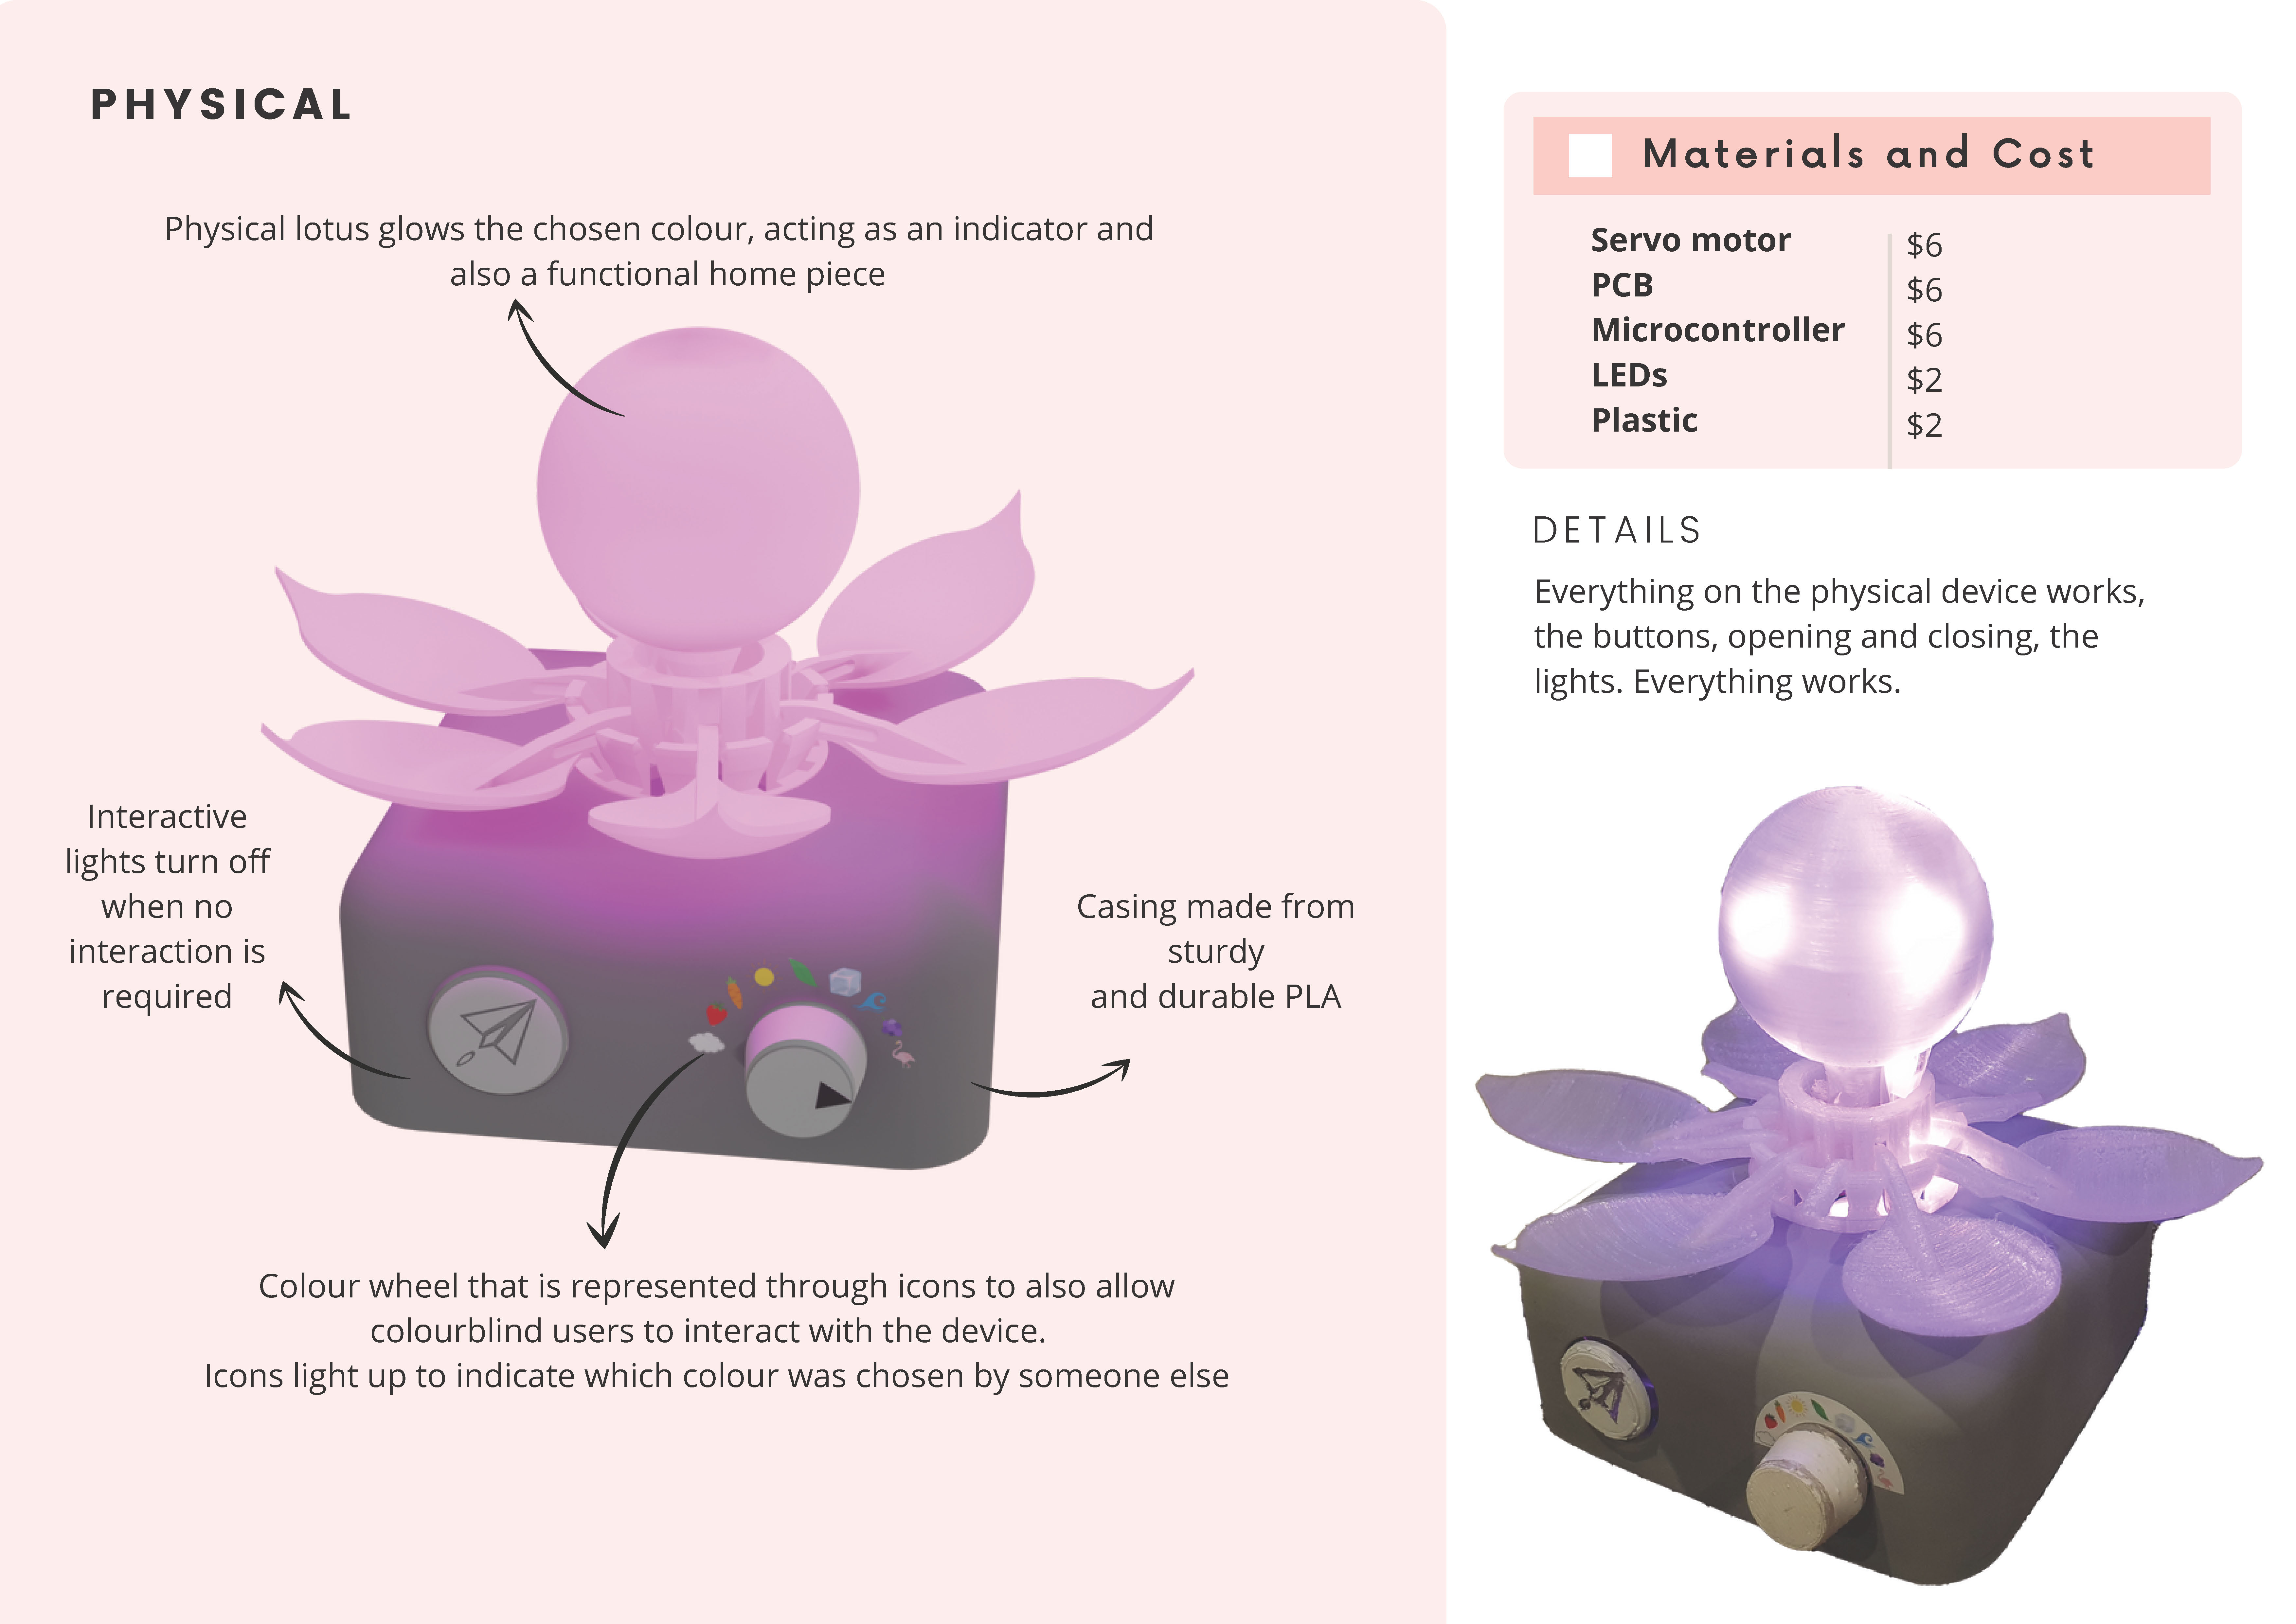 PHYSICAL
Physical lotus glows the chosen colour, acting as an indicator and
also a functional home piece
Interactive
lights turn off
when no
interaction is
required
Casing made from
sturdy
and durable PLA
Colour wheel that is represented through icons to also allow
colourblind users to interact with the device.
Icons light up to indicate which colour was chosen by someone else
Materials and Cost
Servo motor $6
PCB $6
Microcontroller $6
LEDs $2
Plastic $2
DETAILS
Everything on the physical device works,
the buttons, opening and closing, the
lights. Everything works.